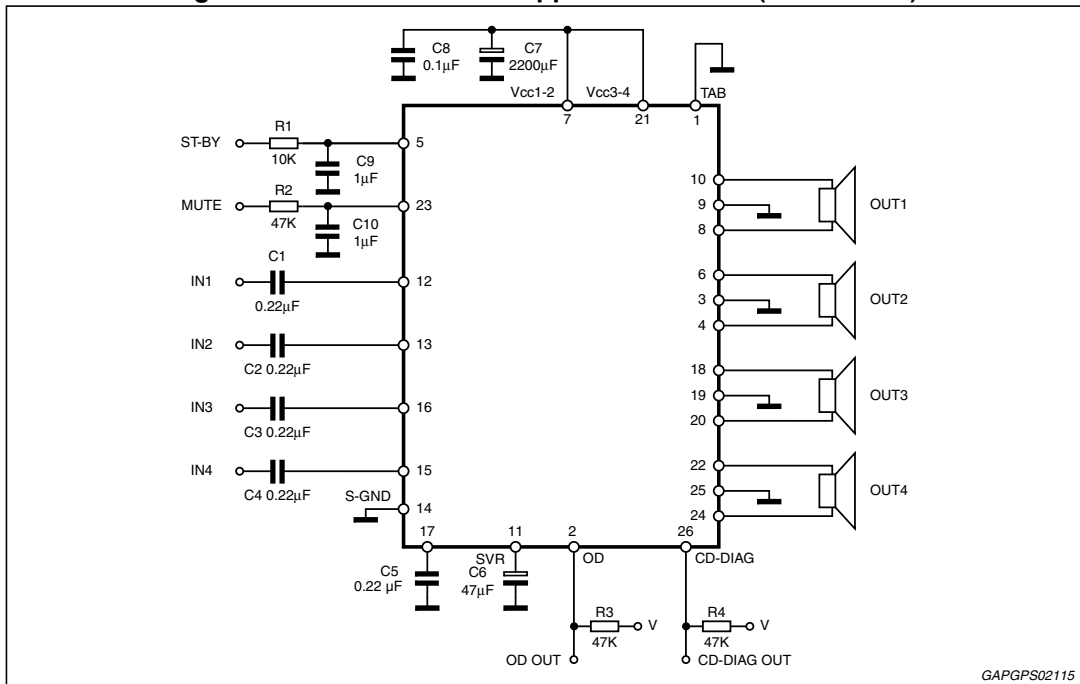 C8
0.1µF
C7
2200µF
Vcc1-2
Vcc3-4
TAB
7
21
1
ST-BY
R1
10K
5
C9
1µF
MUTE
R2
47K
23
C10
1µF
IN1
C1
0.22µF
12
IN2
C2 0.22µF
13
IN3
C3 0.22µF
16
IN4
C4 0.22µF
15
S-GND
14
10
9
8
OUT1
6
3
4
OUT2
18
19
20
OUT3
22
25
24
OUT4
17
11
2
26
SVR
OD
CD-DIAG
C5
0.22 µF
C6
47µF
R3
47K
V
R4
47K
V
OD OUT
CD-DIAG OUT
GAPGPS02115